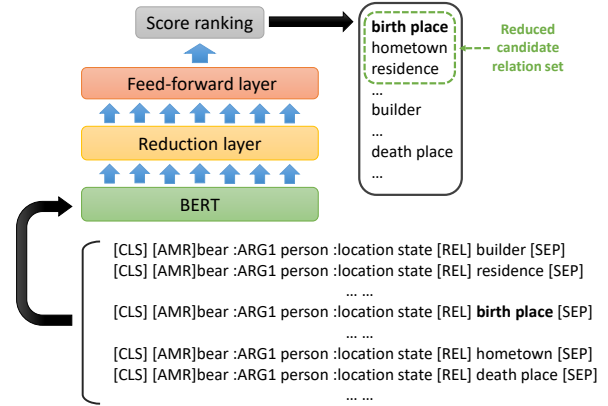 Score ranking
Feed-forward layer
Reduction layer
BERT
birth place
hometown
residence
...
builder
...
death place
...
Reduced
candidate
relation set
[CLS] [AMR]bear :ARG1 person :location state [REL] builder [SEP]
[CLS] [AMR]bear :ARG1 person :location state [REL] residence [SEP]
... ...
[CLS] [AMR]bear :ARG1 person :location state [REL] birth place [SEP]
... ...
[CLS] [AMR]bear :ARG1 person :location state [REL] hometown [SEP]
[CLS] [AMR]bear :ARG1 person :location state [REL] death place [SEP]
... ...